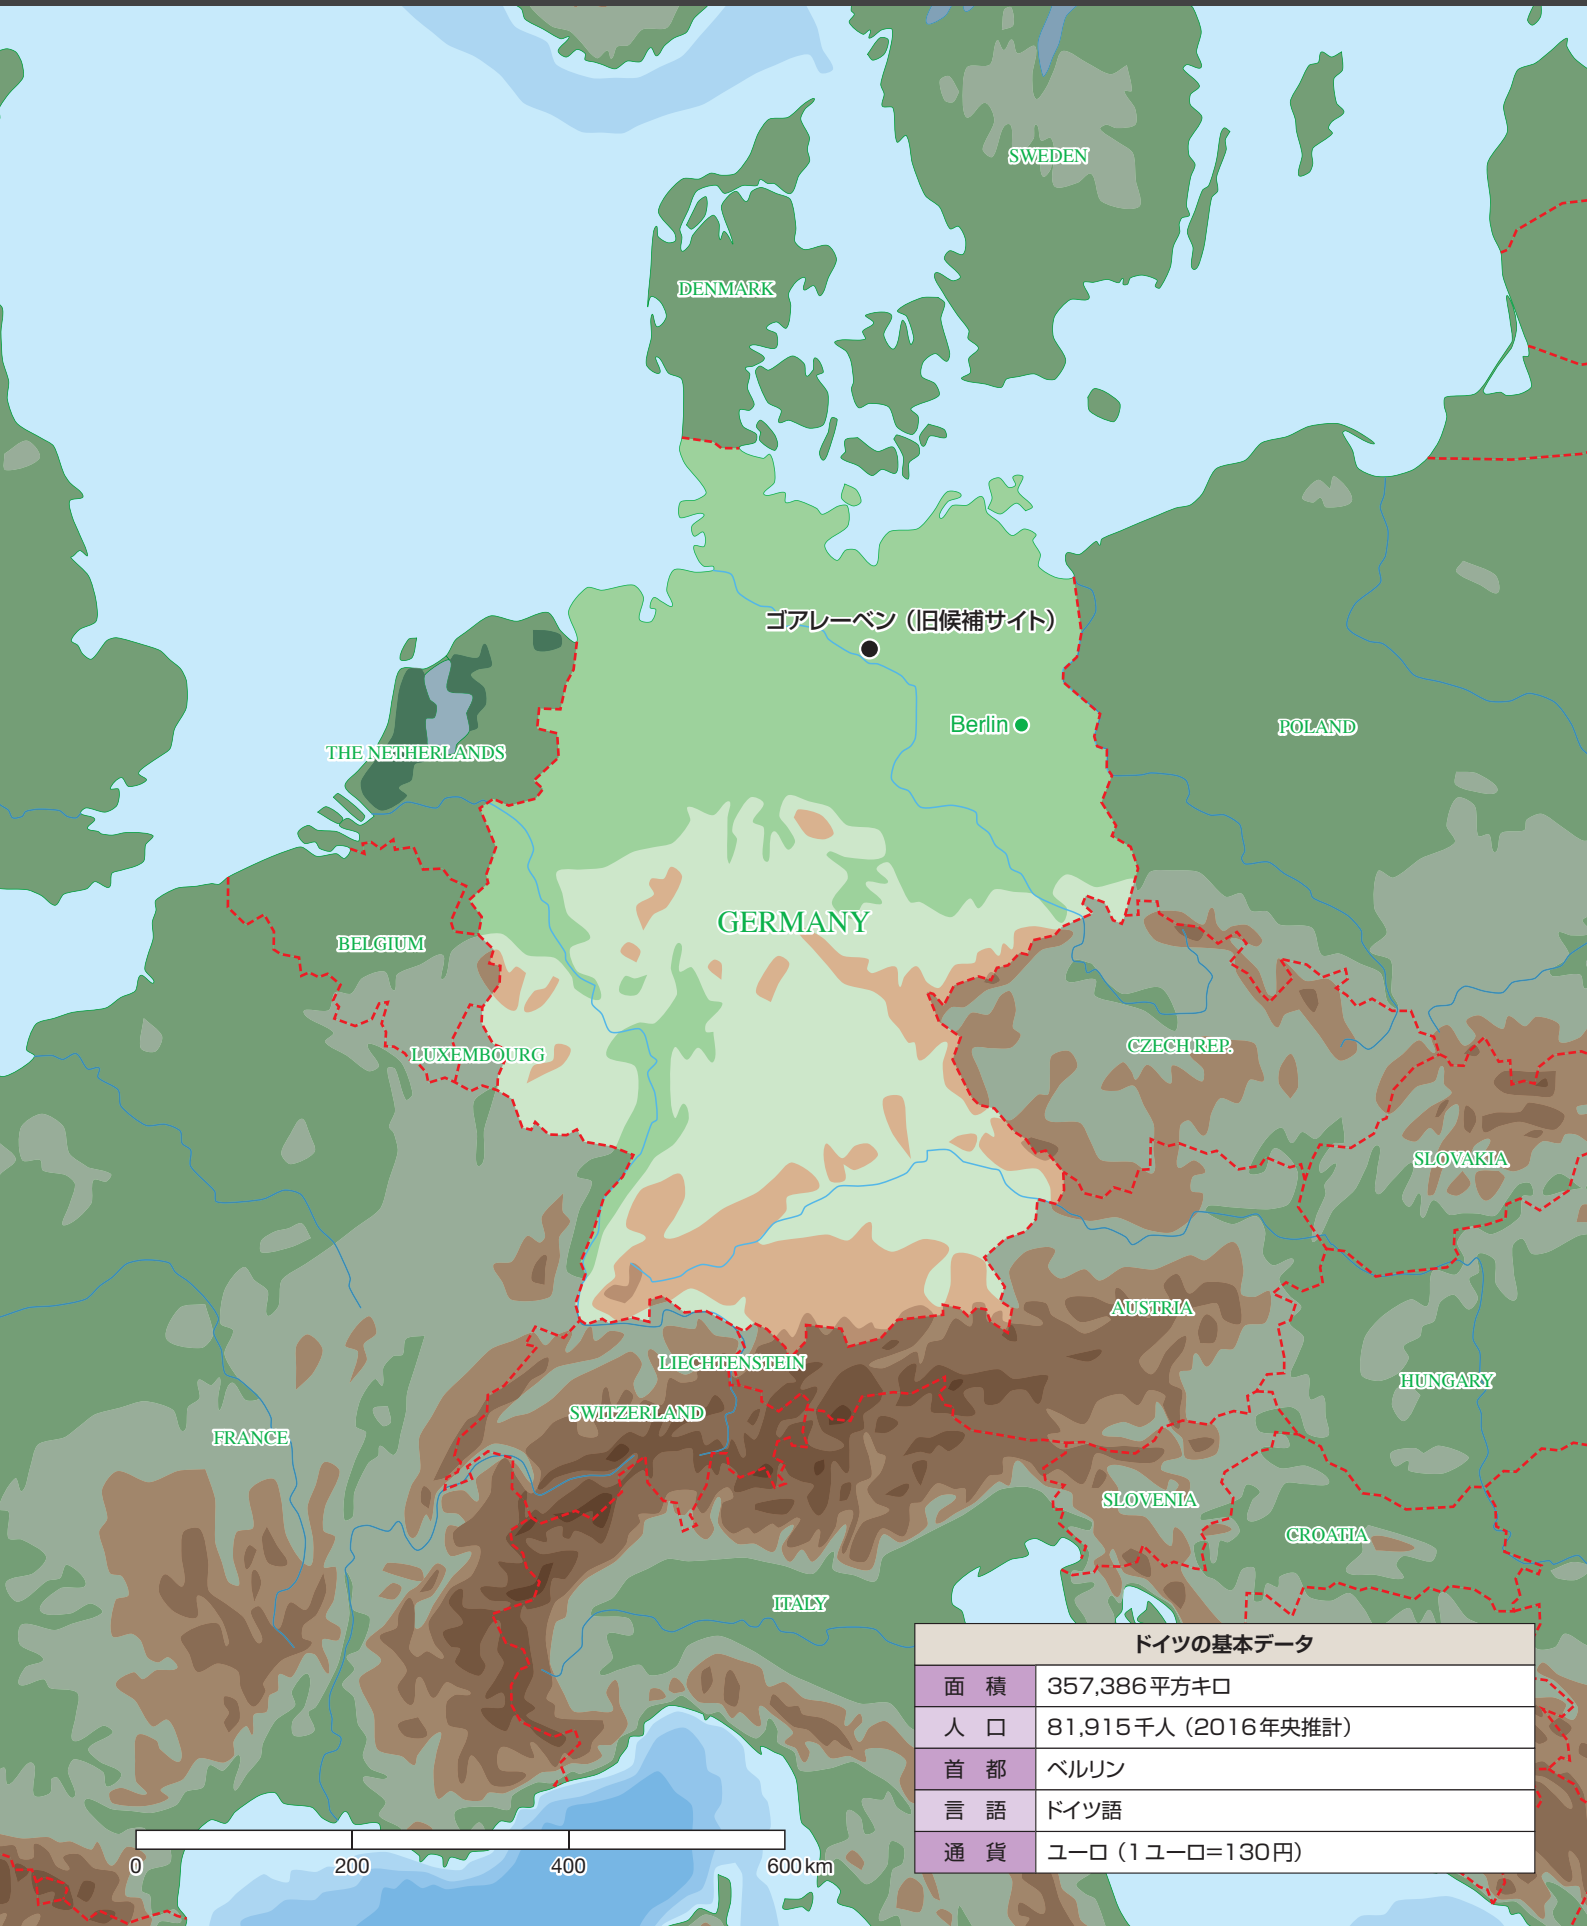 SWEDEN
DENMARK
ゴアレーベン（旧候補サイト）
Berlin
POLAND
THE NETHERLANDS
GERMANY
BELGIUM
CZECH REP.
LUXEMBOURG
SLOVAKIA
AUSTRIA
LIECHTENSTEIN
HUNGARY
SWITZERLAND
FRANCE
SLOVENIA
CROATIA
ITALY
ドイツの基本データ
面 積 357,386平方キロ
人 口 81,915千人（2016年央推計）
首 都 ベルリン
言 語 ドイツ語
通 貨 ユーロ（1ユーロ=130円）
0 200 400 600km